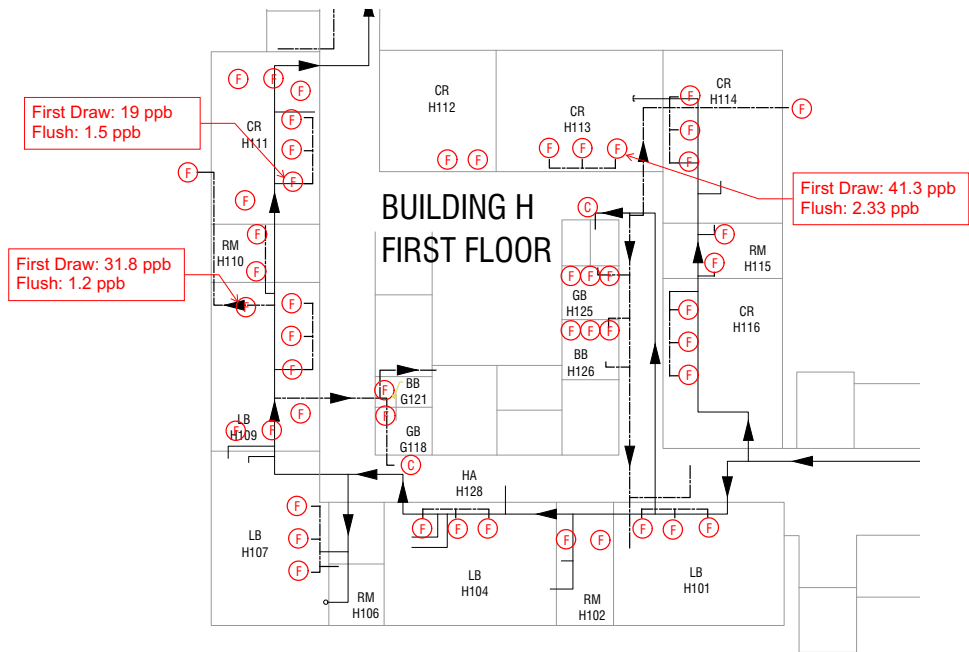 F F F
CR
H112
CR
H113
CR
H114
F
F
First Draw: 19 ppb
Flush: 1.5 ppb
F
CR
H111
F
F
F F
F F F
F
F
F
First Draw: 41.3 ppb
Flush: 2.33 ppb
F
BUILDING H
FIRST FLOOR
C
F
RM
H110
F
F
RM
H115
F
First Draw: 31.8 ppb
Flush: 1.2 ppb
F F F
GB
H125
F
F
F
CR
H116
F F F
F
F
F
BB
H126
F
F
BB
G121
F
F
F
LB
H109
F F
GB
G118
C
HA
H128
F
LB
H107
F
F
F F F
F F
F F F
LB
H104
LB
H101
RM
H106
RM
H102